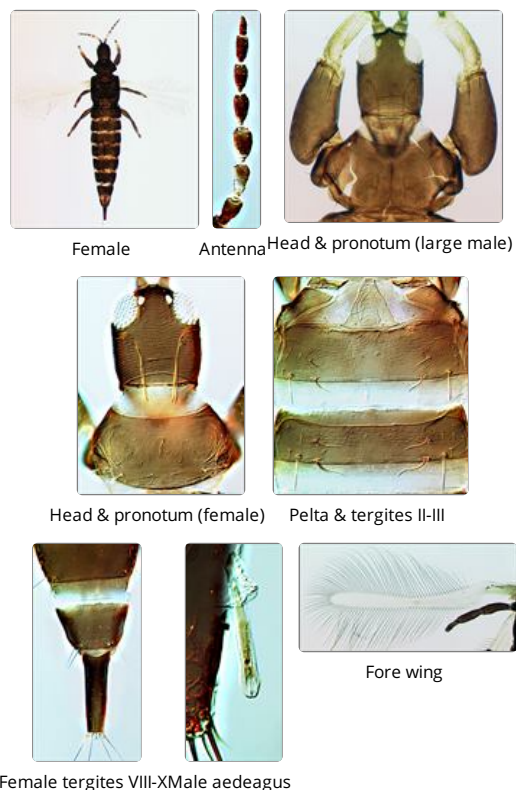 Female
Antenna
Head & pronotum (large male)
Head & pronotum (female)
Pelta & tergites II-III
Fore wing
Female tergites VIII-X
Male aedeagus